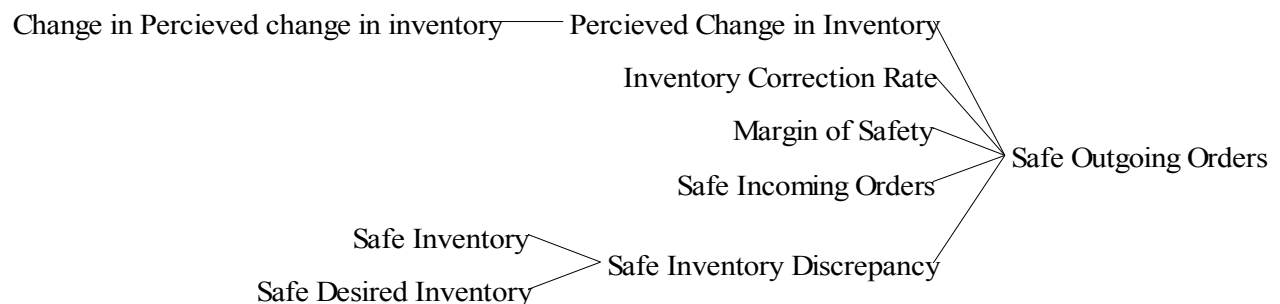 Change in Percieved change in inventory
Percieved Change in Inventory
Inventory Correction Rate
Margin of Safety
Safe Outgoing Orders
Safe Incoming Orders
Safe Inventory
Safe Inventory Discrepancy
Safe Desired Inventory